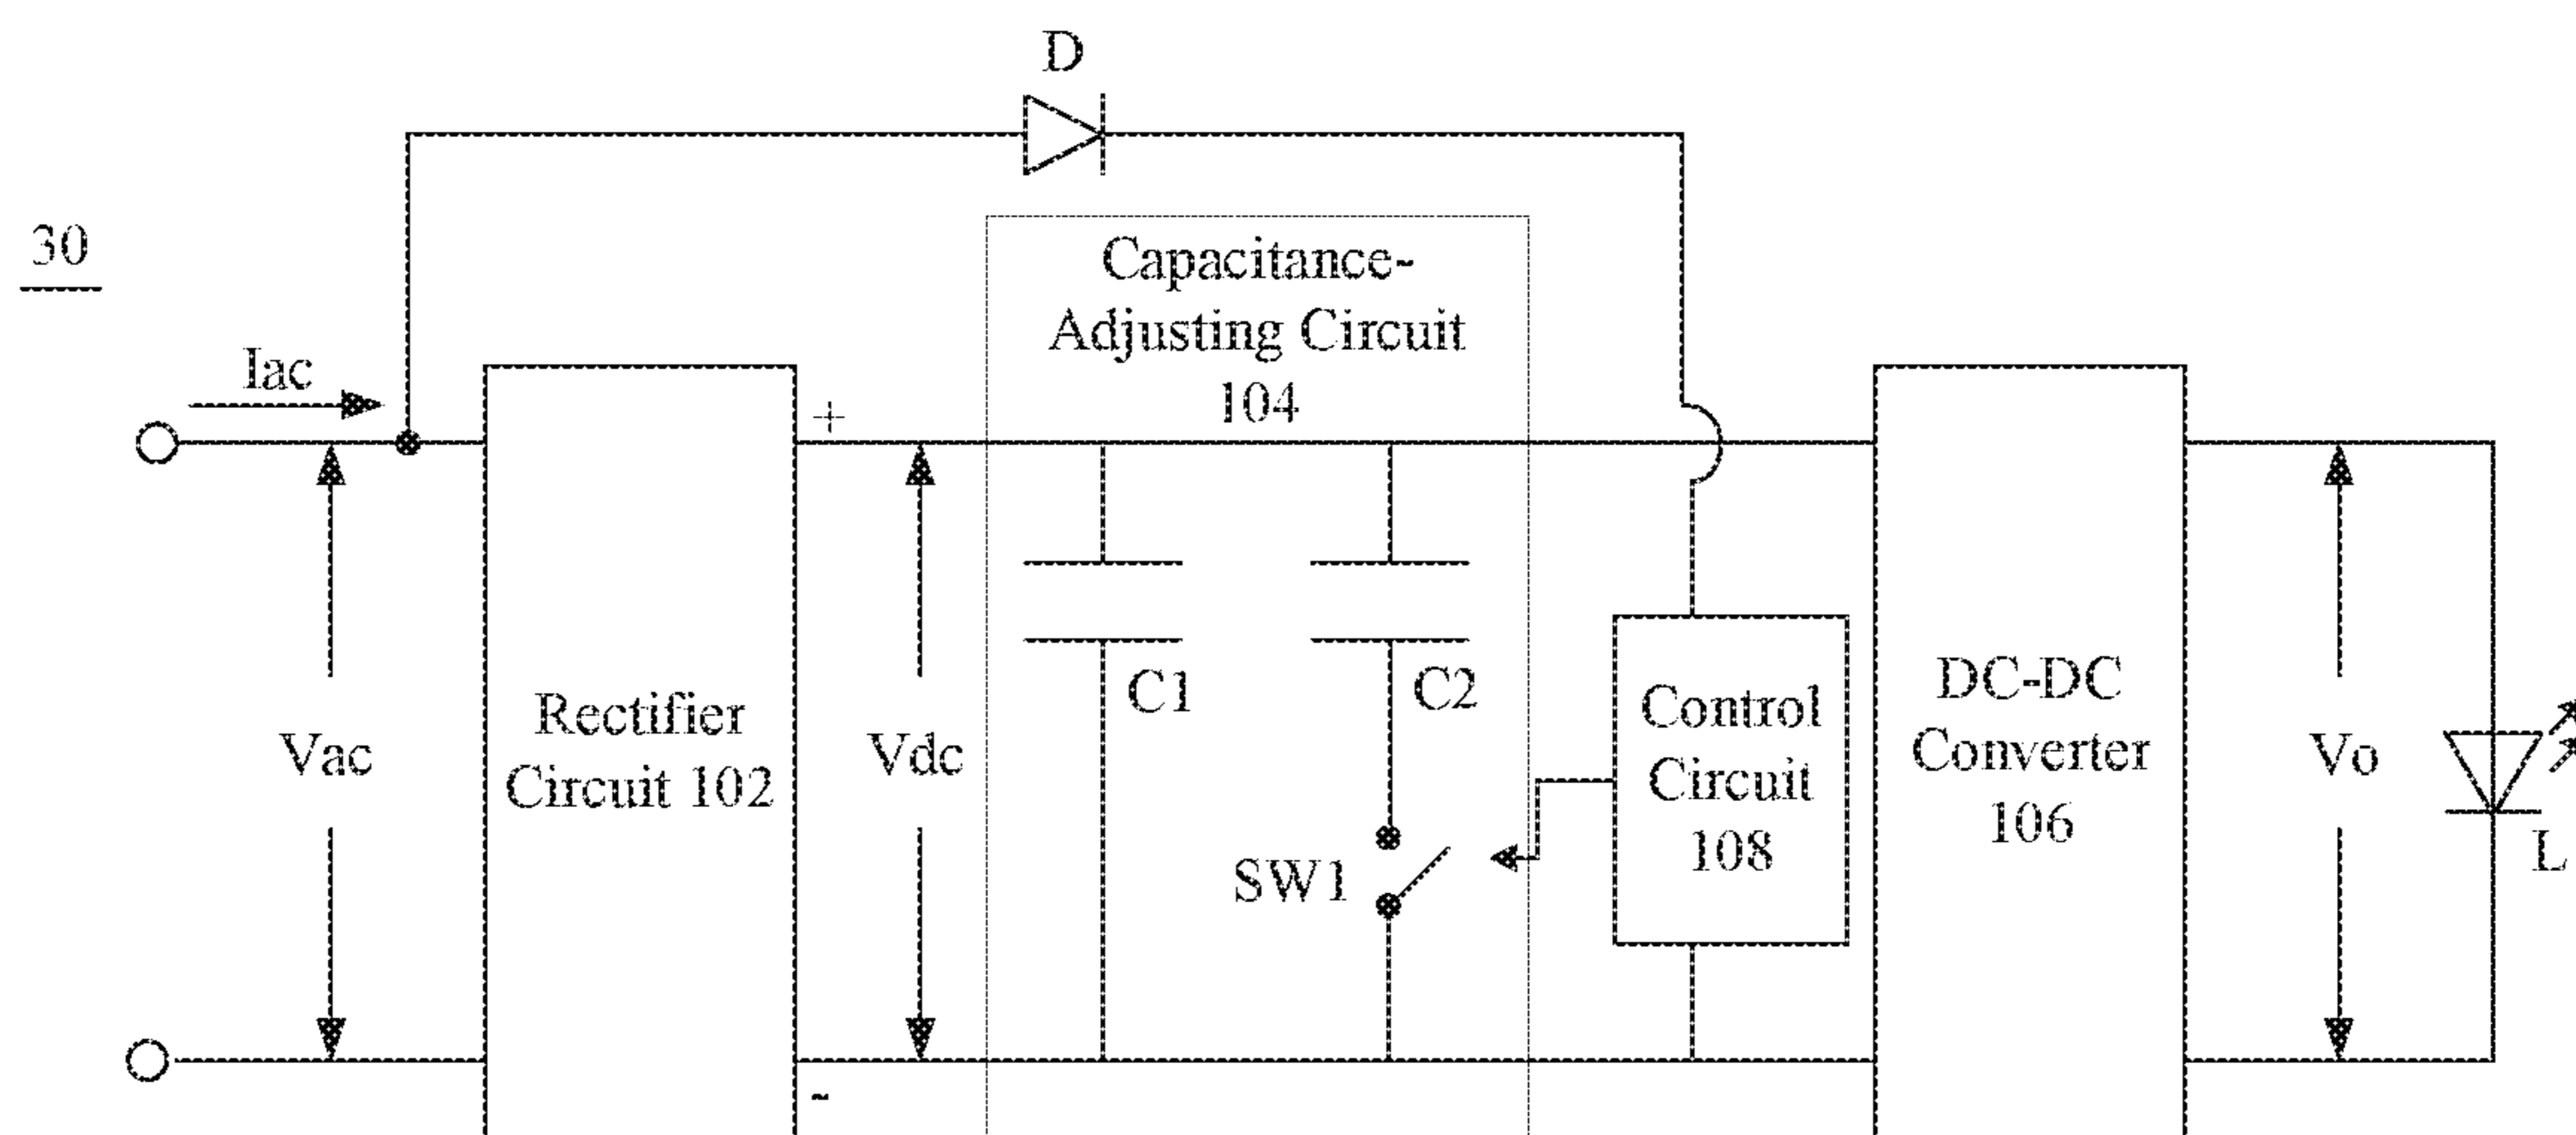 D
30
Capacitance-
Adjusting Circuit
104
Iac
+
Vac
Rectifier
Circuit 102
Vdc
C1
C2
SW1
Control
Circuit
108
DC-DC
Converter
106
Vo
L
-